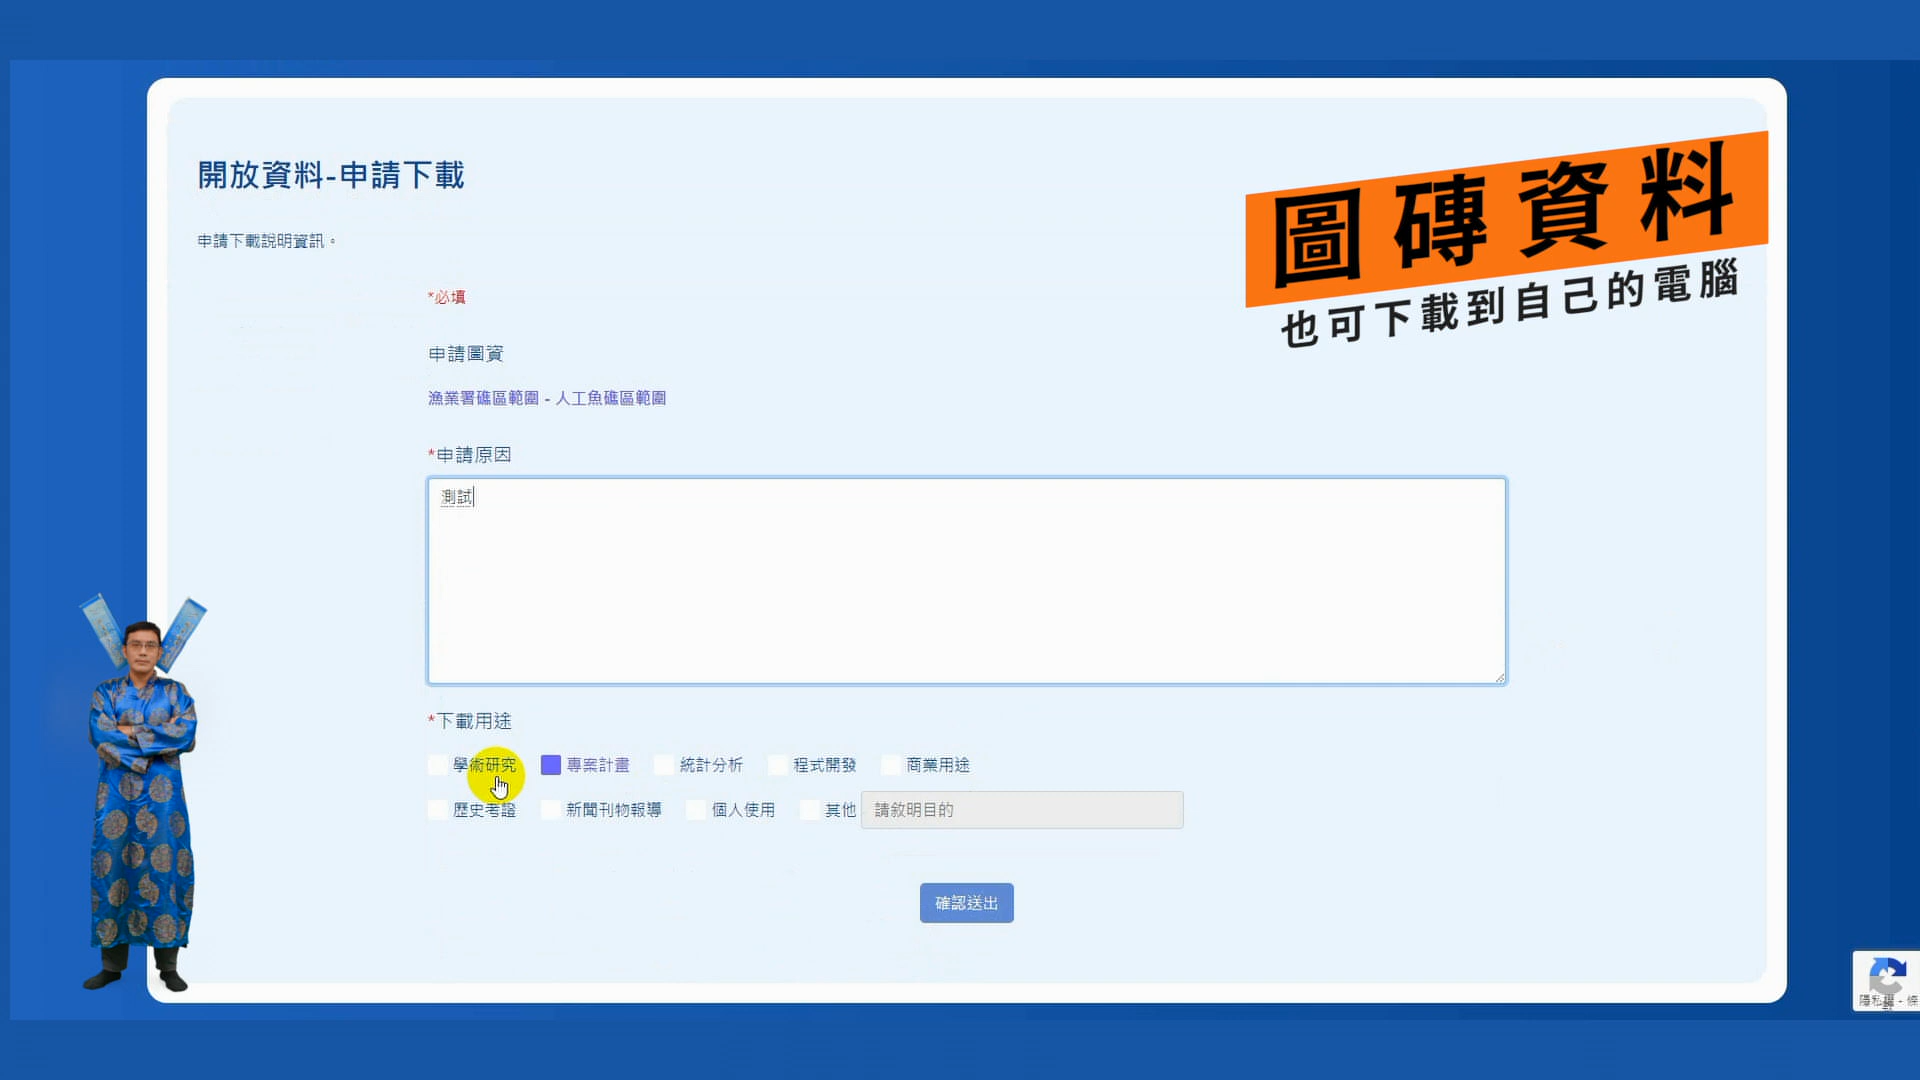 開放資料-申請下載
圖磚資料
也可下載到自己的電腦
申請下載說明資訊。
*必填
申請圖資
漁業署礁區範圍 - 人工魚礁區範圍
*申請原因
測試
*下載用途
學術研究 專案計畫 統計分析 程式開發 商業用途
歷史考證 新聞刊物報導 個人使用 其他 請敘明目的
確認送出